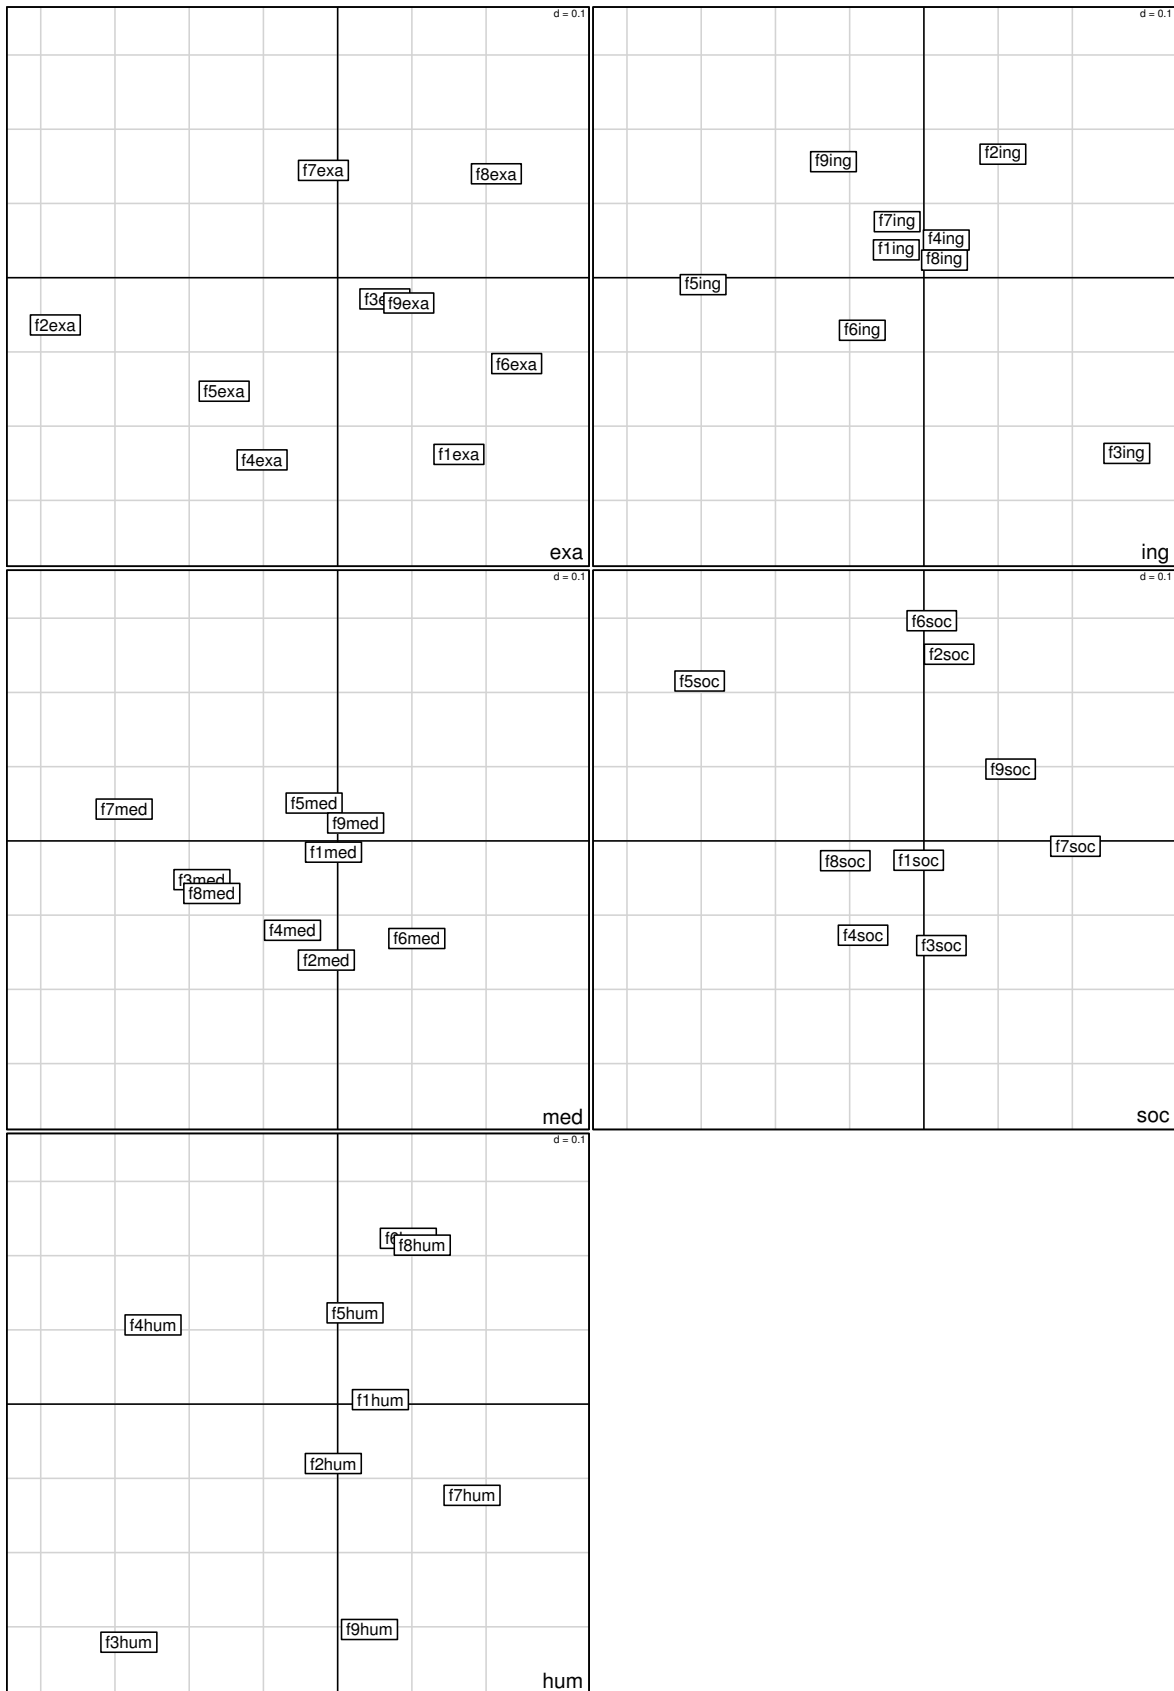 d = 0.1
f7exa
f8exa
f9exa
f2exa
f6exa
f5exa
f1exa
f4exa
exa
d = 0.1
f2ing
f9ing
f7ing
f4ing
f1ing
f8ing
f5ing
f6ing
f3ing
ing
d = 0.1
f5med
f7med
f9med
f1med
f3med
f8med
f4med
f6med
f2med
med
d = 0.1
f6soc
f2soc
f5soc
f9soc
f7soc
f8soc
f1soc
f4soc
f3soc
soc
d = 0.1
f8hum
f5hum
f4hum
f1hum
f2hum
f7hum
f9hum
f3hum
hum